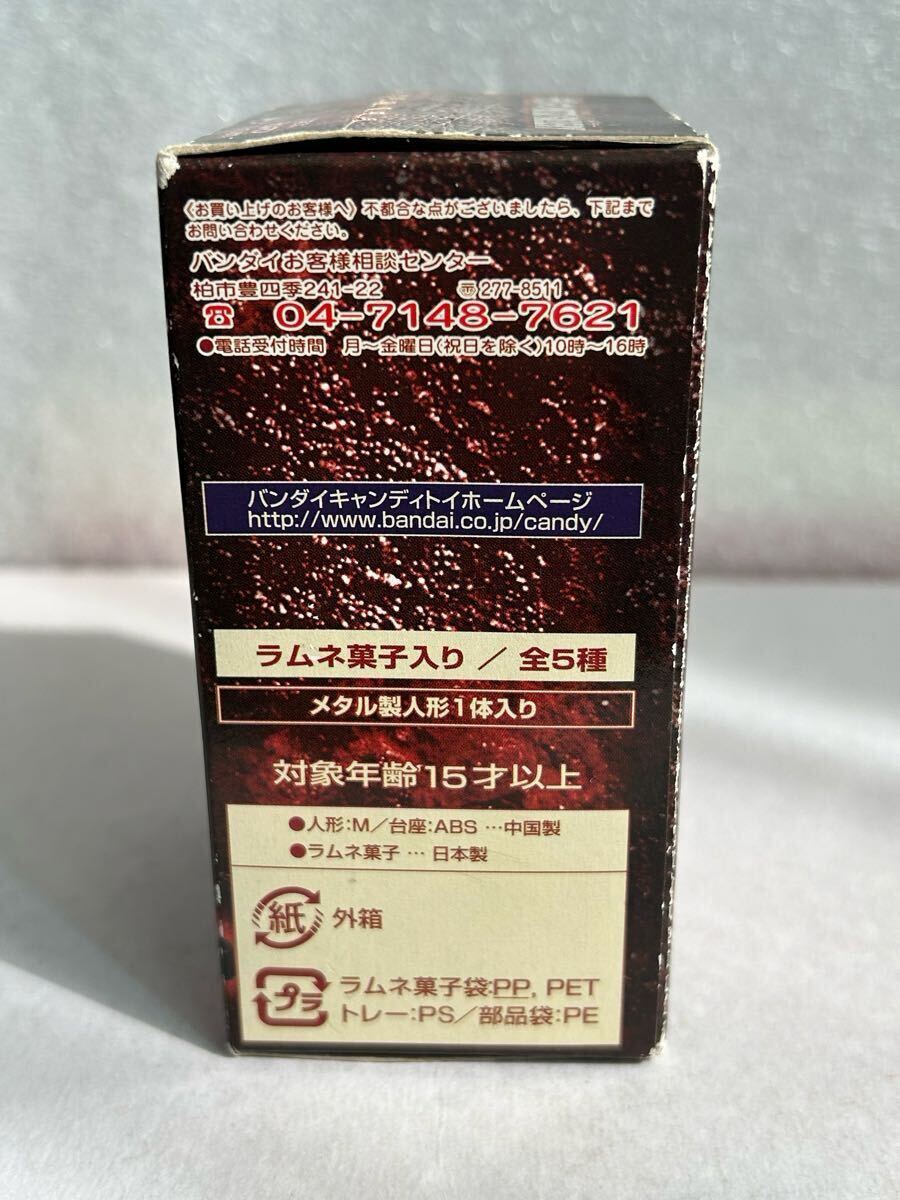 〈お買い上げのお客様へ〉不都合な点がございましたら、下記まで
お問い合わせください。
バンダイお客様相談センター
柏市豊四季241-22 〠277-8511
☎ 04-7148-7621
●電話受付時間 月〜金曜日(祝日を除く)10時〜16時
バンダイキャンディトイホームページ
http://www.bandai.co.jp/candy/
ラムネ菓子入り ／ 全5種
メタル製人形1体入り
対象年齢15才以上
●人形:M／台座:ABS …中国製
●ラムネ菓子 … 日本製
紙 外箱
プラ ラムネ菓子袋:PP, PET
トレー:PS／部品袋:PE